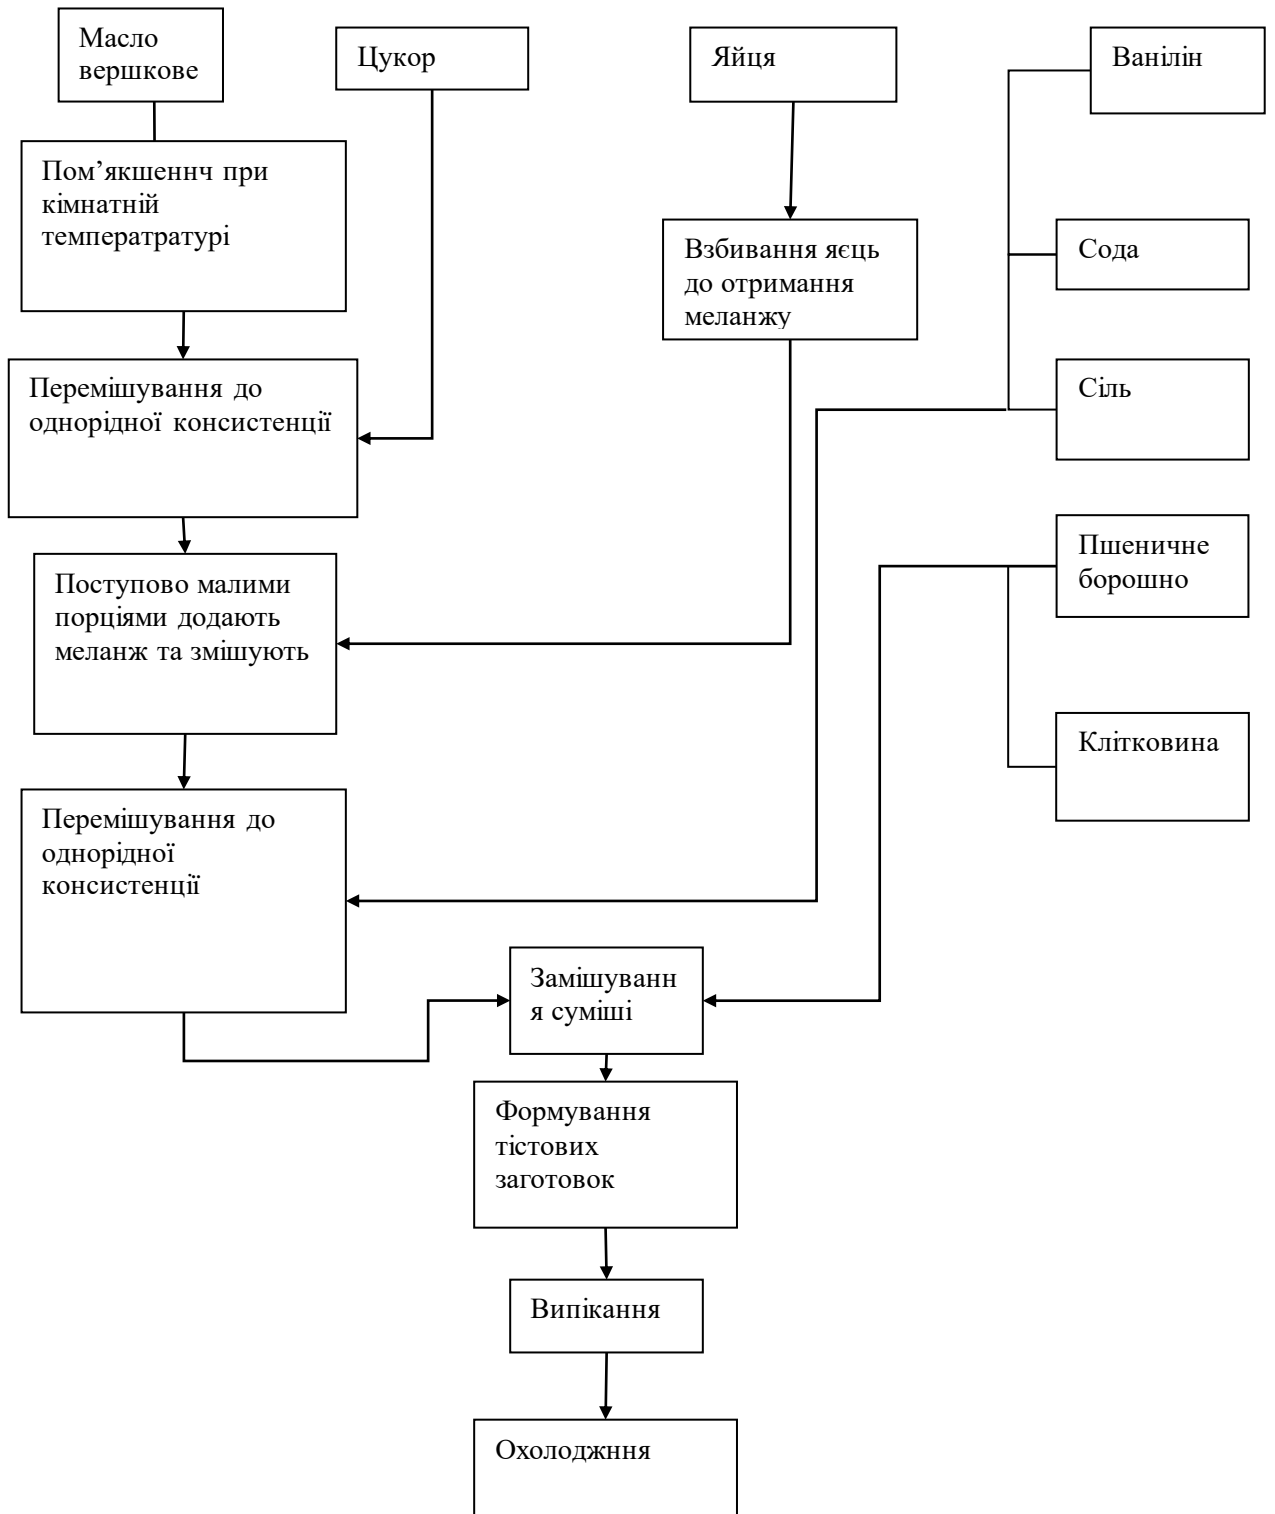 Масло
вершкове
Цукор
Яйця
Ванілін
Пом’якшеннч при
кімнатній
температратурі
Взбивання яєць
до отримання
меланжу
Сода
Перемішування до
однорідної консистенції
Сіль
Поступово малими
порціями додають
меланж та змішують
Пшеничне
борошно
Клітковина
Перемішування до
однорідної
консистенції
Замішуванн
я суміші
Формування
тістових
заготовок
Випікання
Охолоджння